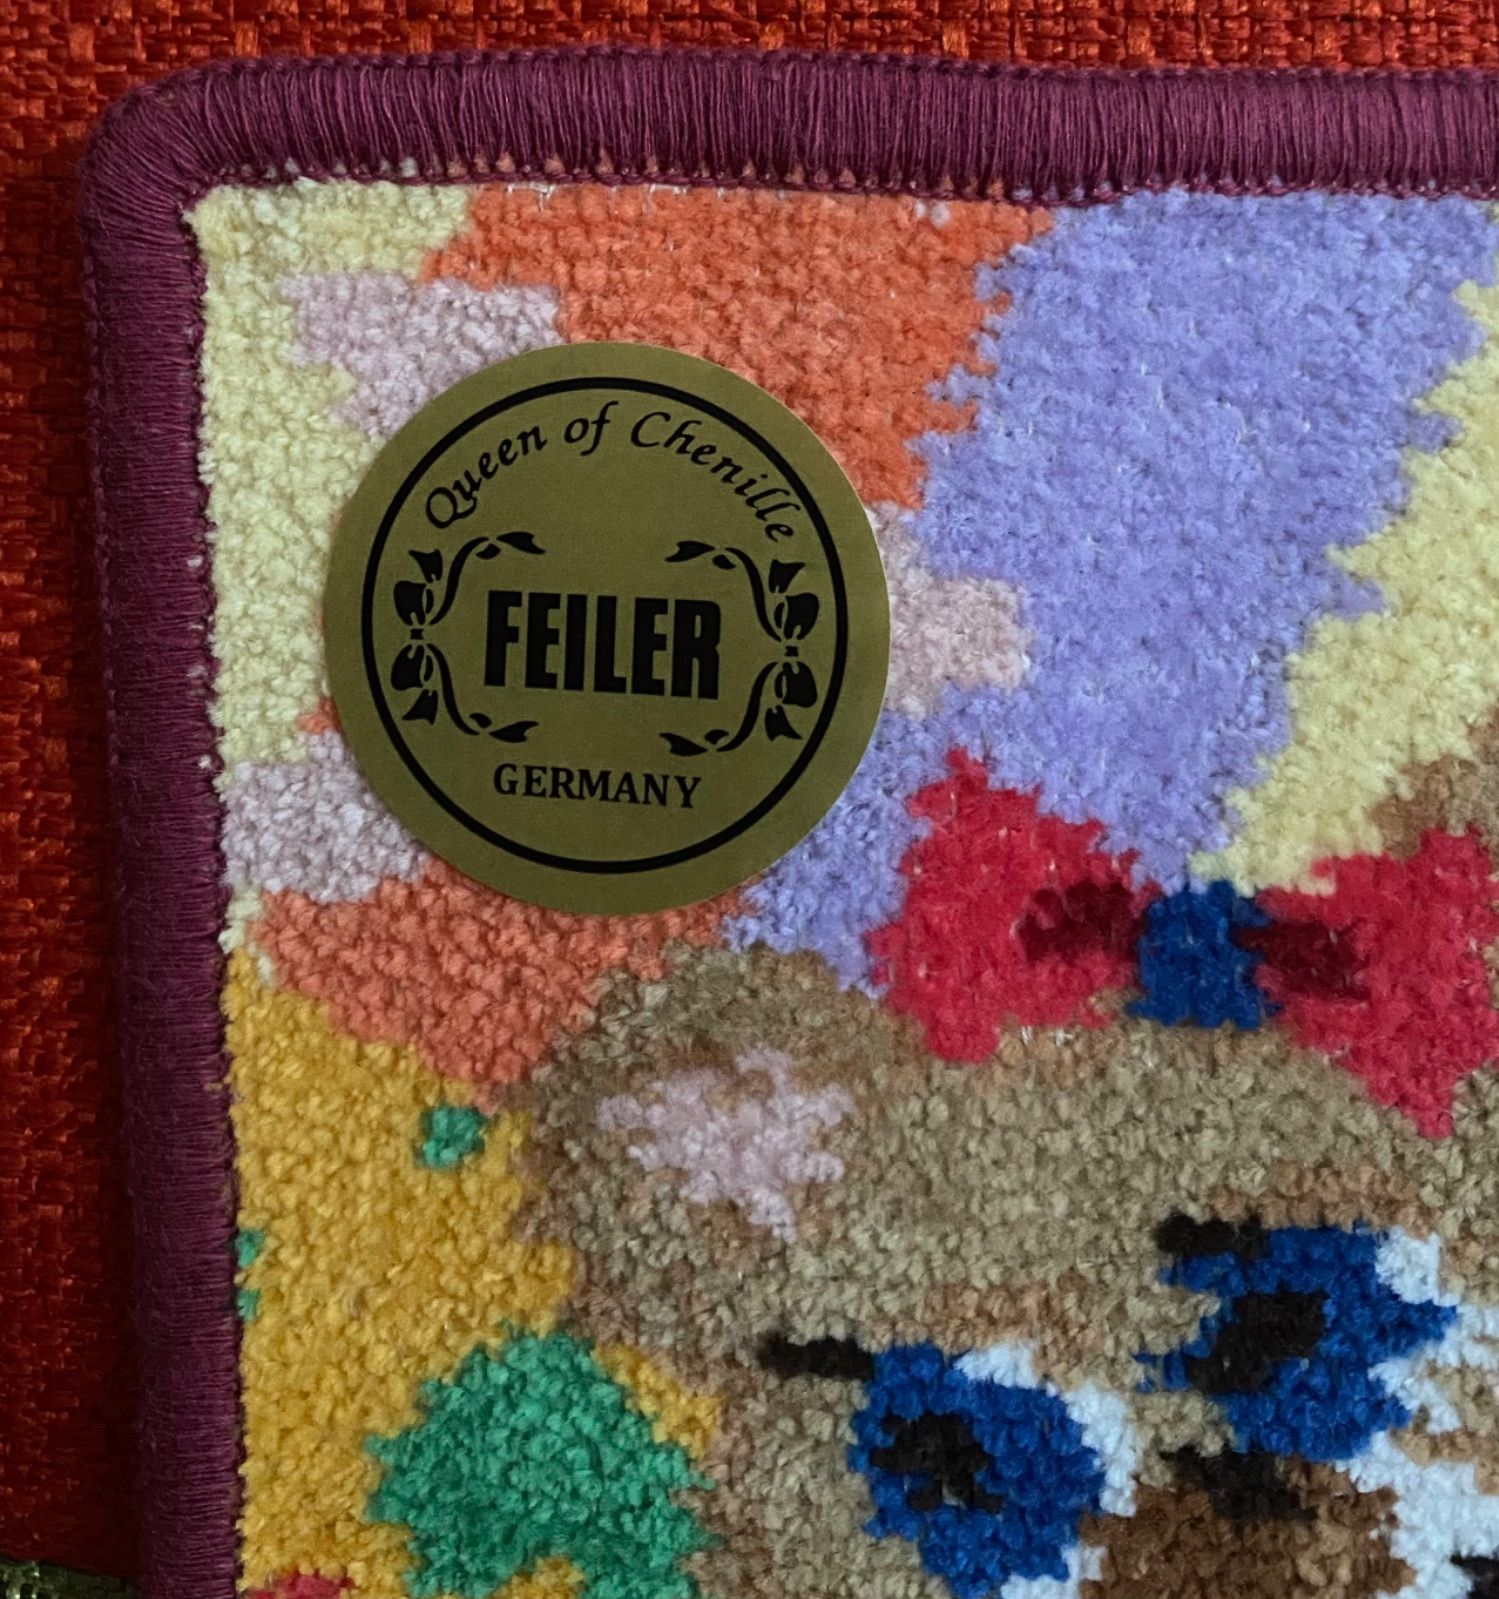 Queen of Chenille
FEILER
GERMANY